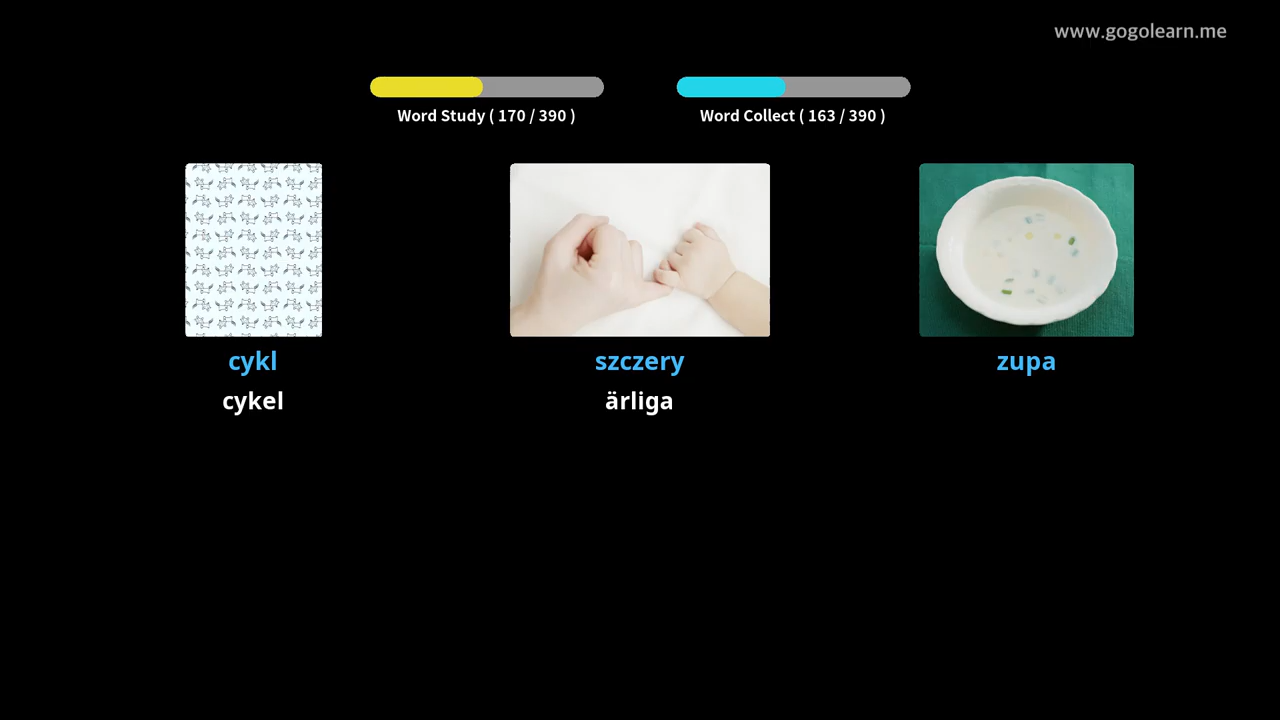 www.gogolearn.me
Word Study ( 170 / 390 )
Word Collect ( 163 / 390 )
cykl
szczery
zupa
cykel
ärliga